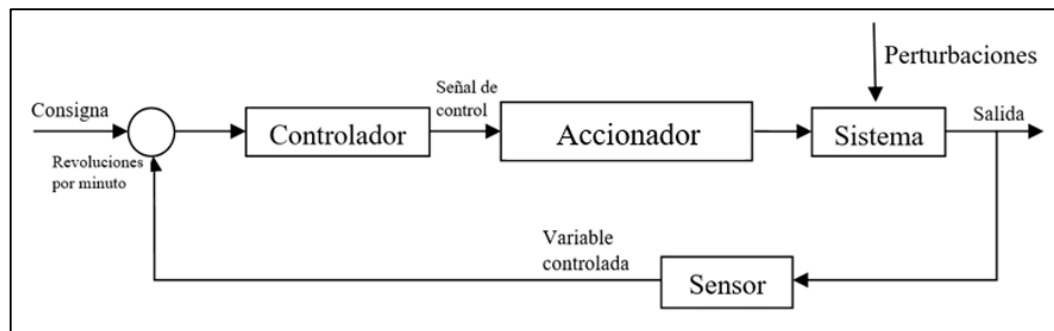 Perturbaciones
Consigna
Revoluciones
por minuto
Controlador
Señal de
control
Accionador
Sistema
Salida
Variable
controlada
Sensor